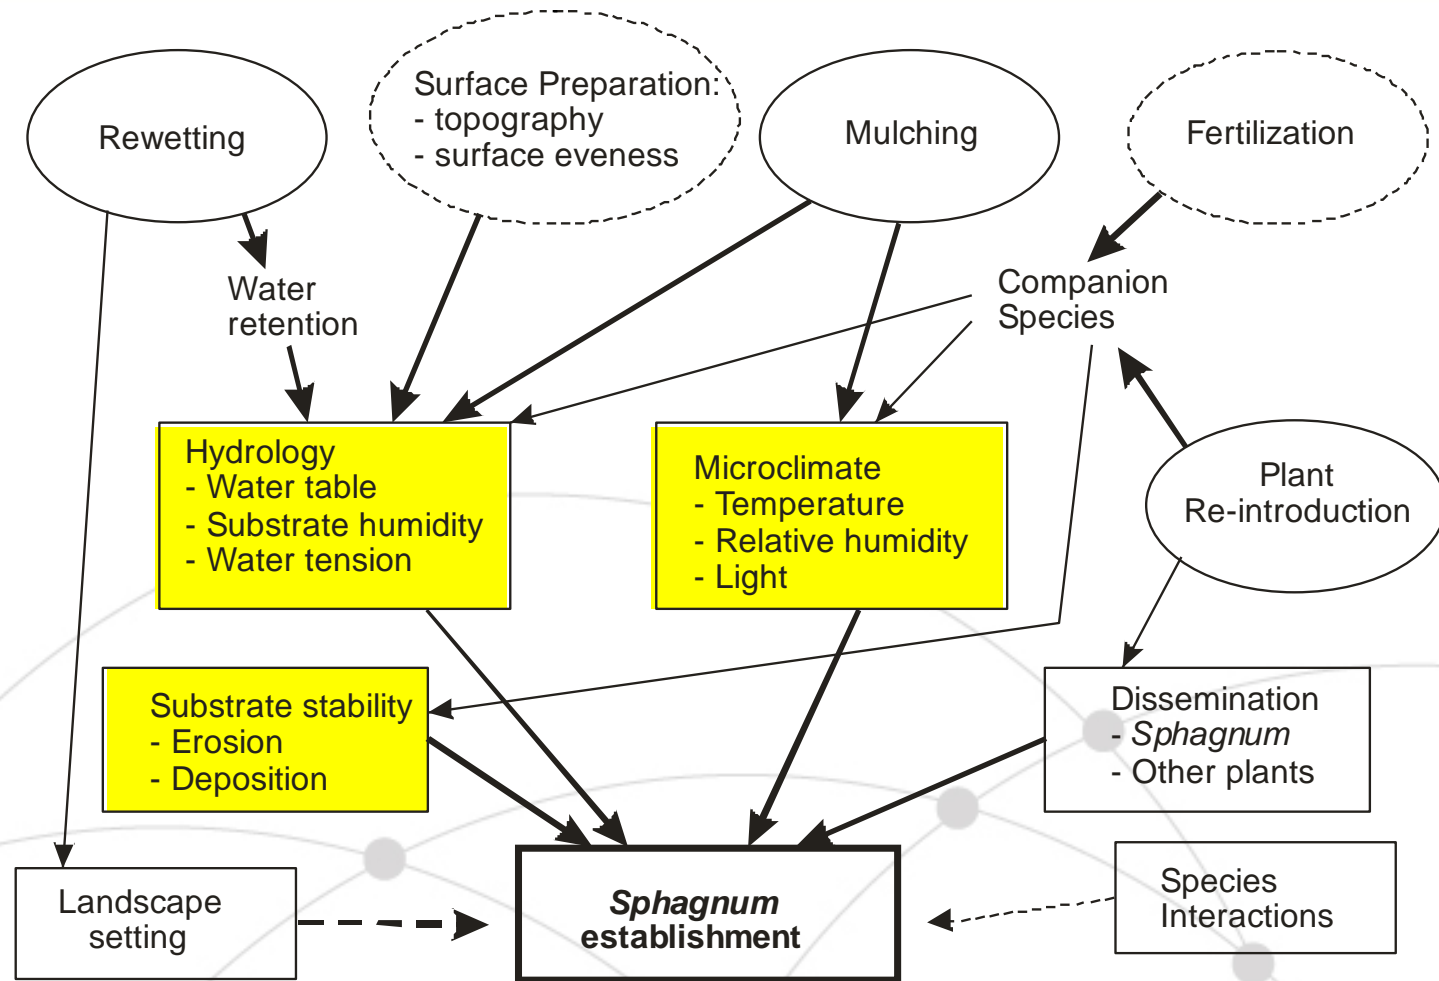 Rewetting
Surface Preparation:
- topography
- surface eveness
Mulching
Fertilization
Water
retention
Companion
Species
Hydrology
- Water table
- Substrate humidity
- Water tension
Microclimate
- Temperature
- Relative humidity
- Light
Plant
Re-introduction
Substrate stability
- Erosion
- Deposition
Dissemination
- Sphagnum
- Other plants
Landscape
setting
Sphagnum
establishment
Species
Interactions